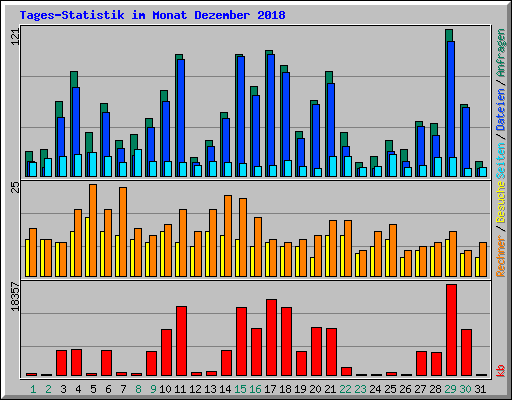 Tages-Statistik im Monat Dezember 2018
121
25
18357
Rechner / Besuche Seiten / Dateien / Anfragen
kb
1 2 3 4 5 6 7 8 9 10 11 12 13 14 15 16 17 18 19 20 21 22 23 24 25 26 27 28 29 30 31